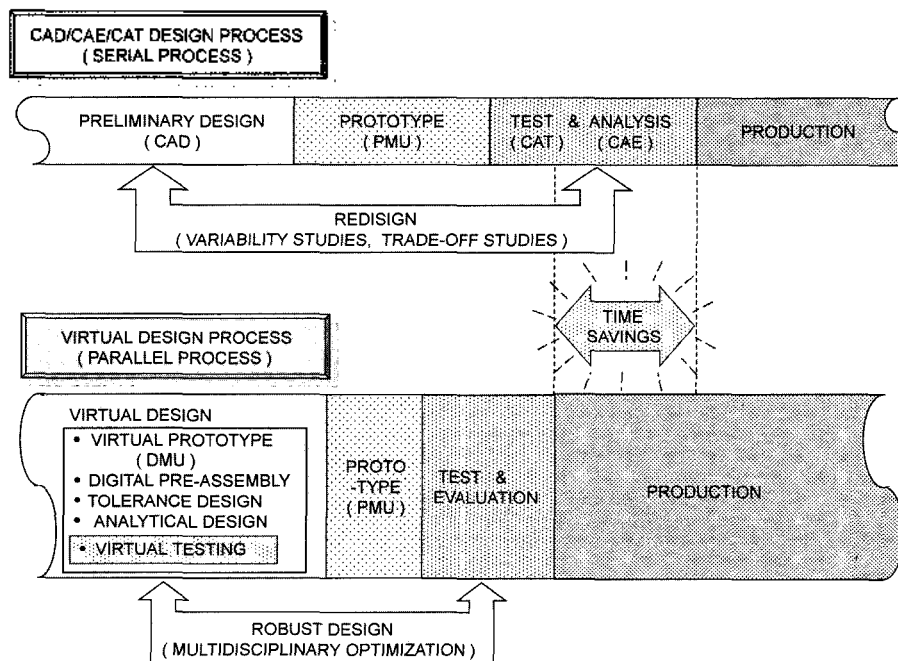 CAD/CAE/CAT DESIGN PROCESS
( SERIAL PROCESS )
PRELIMINARY DESIGN
( CAD )
PROTOTYPE
( PMU )
TEST & ANALYSIS
( CAT ) ( CAE )
PRODUCTION
REDISIGN
( VARIABILITY STUDIES, TRADE-OFF STUDIES )
TIME
SAVINGS
VIRTUAL DESIGN PROCESS
( PARALLEL PROCESS )
VIRTUAL DESIGN
• VIRTUAL PROTOTYPE
( DMU )
• DIGITAL PRE-ASSEMBLY
• TOLERANCE DESIGN
• ANALYTICAL DESIGN
• VIRTUAL TESTING
PROTO
-TYPE
( PMU )
TEST &
EVALUATION
PRODUCTION
ROBUST DESIGN
( MULTIDISCIPLINARY OPTIMIZATION )